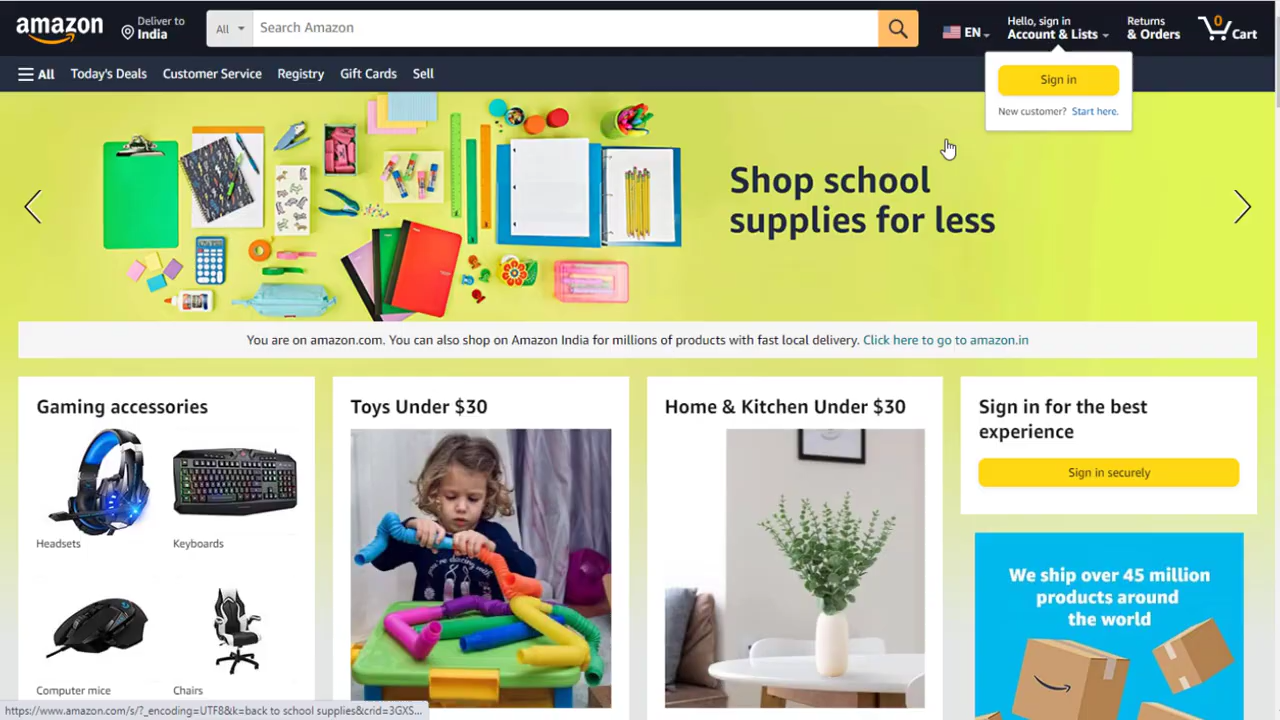 amazon
Deliver to
India
All
Search Amazon
EN
Hello, sign in
Account & Lists
Returns
& Orders
0
Cart
All
Today's Deals
Customer Service
Registry
Gift Cards
Sell
Sign in
New customer? Start here.
Shop school
supplies for less
You are on amazon.com. You can also shop on Amazon India for millions of products with fast local delivery. Click here to go to amazon.in
Gaming accessories
Headsets
Keyboards
Computer mice
Chairs
Toys Under $30
Home & Kitchen Under $30
Sign in for the best
experience
Sign in securely
We ship over 45 million
products around
the world
https://www.amazon.com/s/?_encoding=UTF8&k=back to school supplies&crid=3GXS...